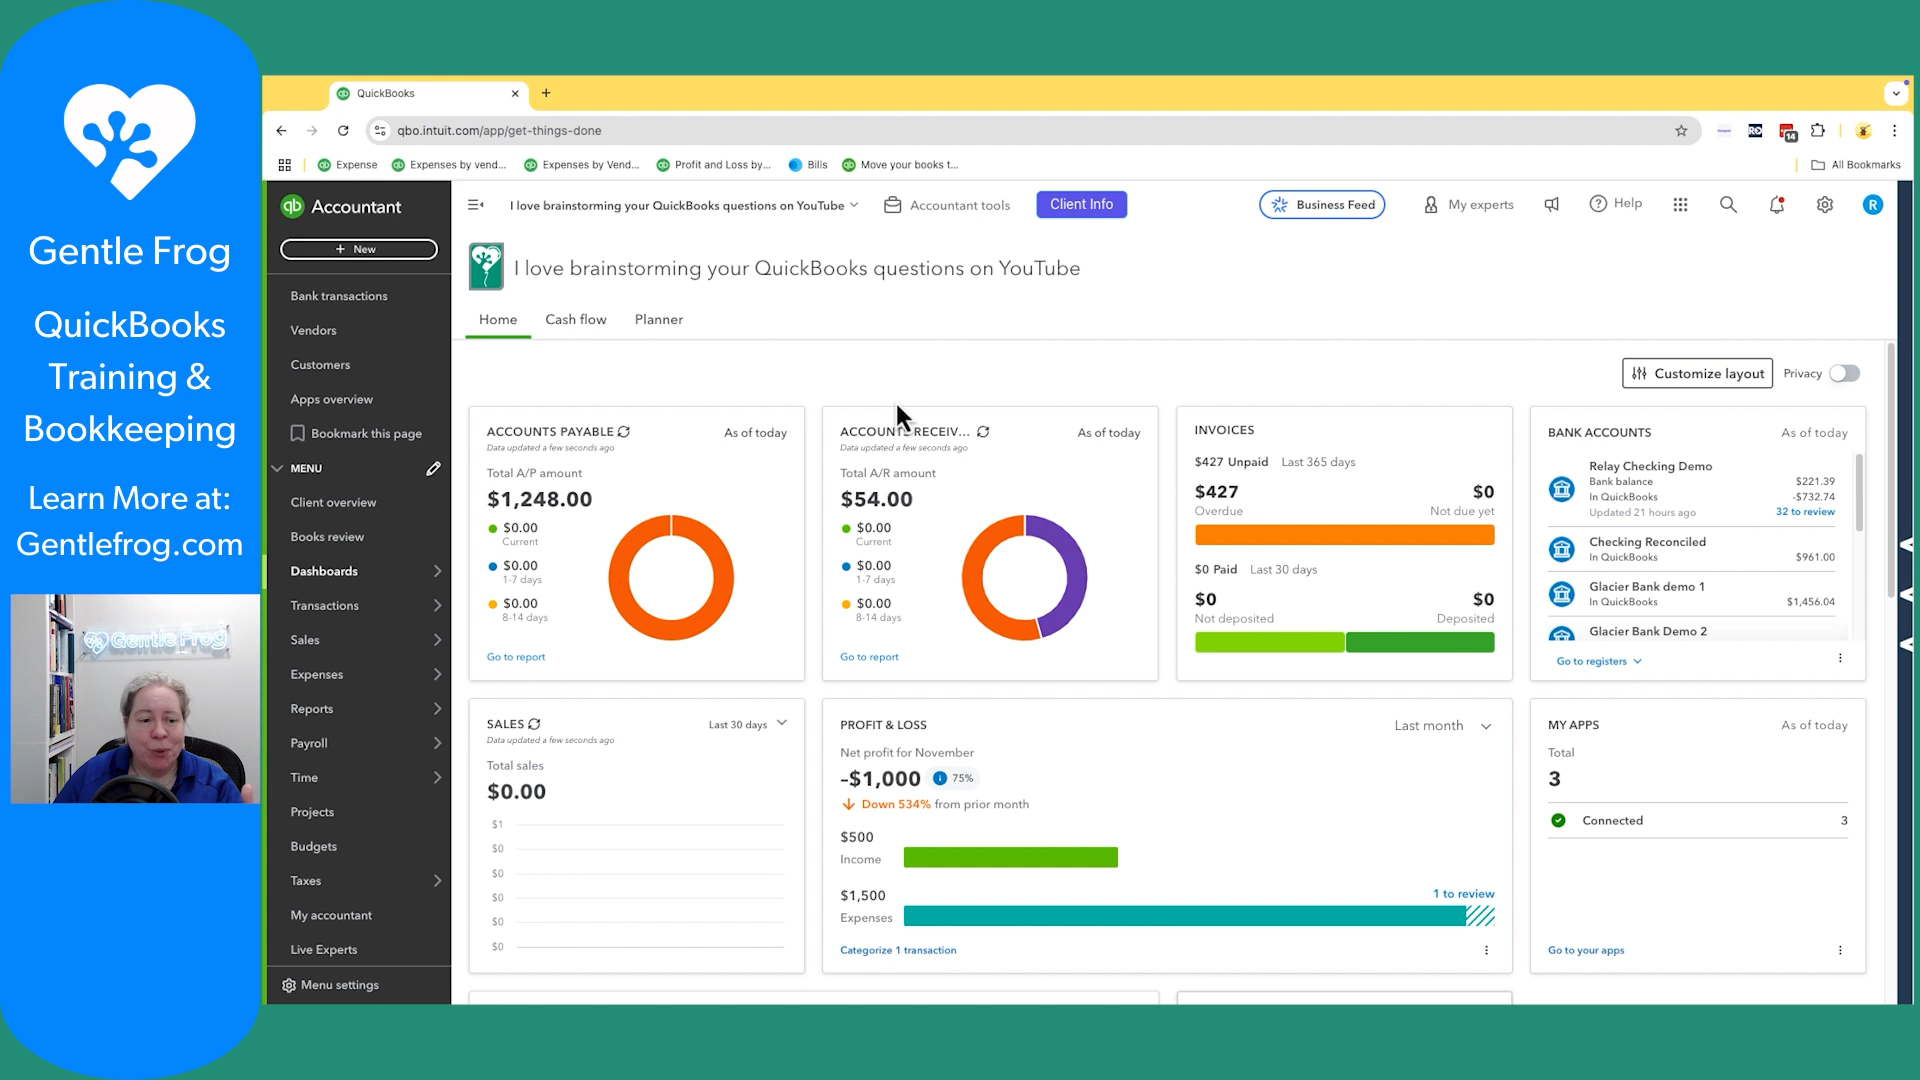 Gentle Frog
QuickBooks
Training &
Bookkeeping
Learn More at:
Gentlefrog.com
Gentle Frog
QuickBooks
qbo.intuit.com/app/get-things-done
14
Expense
Expenses by vend...
Expenses by Vend...
Profit and Loss by...
Bills
Move your books t...
All Bookmarks
qb Accountant
I love brainstorming your QuickBooks questions on YouTube
Accountant tools
Client Info
Business Feed
My experts
Help
R
+ New
Bank transactions
Vendors
Customers
Apps overview
Bookmark this page
MENU
Client overview
Books review
Dashboards
Transactions
Sales
Expenses
Reports
Payroll
Time
Projects
Budgets
Taxes
My accountant
Live Experts
Menu settings
I love brainstorming your QuickBooks questions on YouTube
Home
Cash flow
Planner
Customize layout
Privacy
ACCOUNTS PAYABLE
As of today
Data updated a few seconds ago
Total A/P amount
$1,248.00
$0.00
Current
$0.00
1-7 days
$0.00
8-14 days
Go to report
ACCOUNTS RECEIV...
As of today
Data updated a few seconds ago
Total A/R amount
$54.00
$0.00
Current
$0.00
1-7 days
$0.00
8-14 days
Go to report
INVOICES
$427 Unpaid Last 365 days
$427 $0
Overdue Not due yet
$0 Paid Last 30 days
$0 $0
Not deposited Deposited
BANK ACCOUNTS
As of today
Relay Checking Demo
Bank balance $221.39
In QuickBooks -$732.74
Updated 21 hours ago 32 to review
Checking Reconciled
In QuickBooks $961.00
Glacier Bank demo 1
In QuickBooks $1,456.04
Glacier Bank Demo 2
Go to registers
SALES
Last 30 days
Data updated a few seconds ago
Total sales
$0.00
$1
$0
$0
$0
$0
$0
PROFIT & LOSS
Last month
Net profit for November
-$1,000 75%
Down 534% from prior month
$500
Income
$1,500 1 to review
Expenses
Categorize 1 transaction
MY APPS
As of today
Total
3
Connected 3
Go to your apps